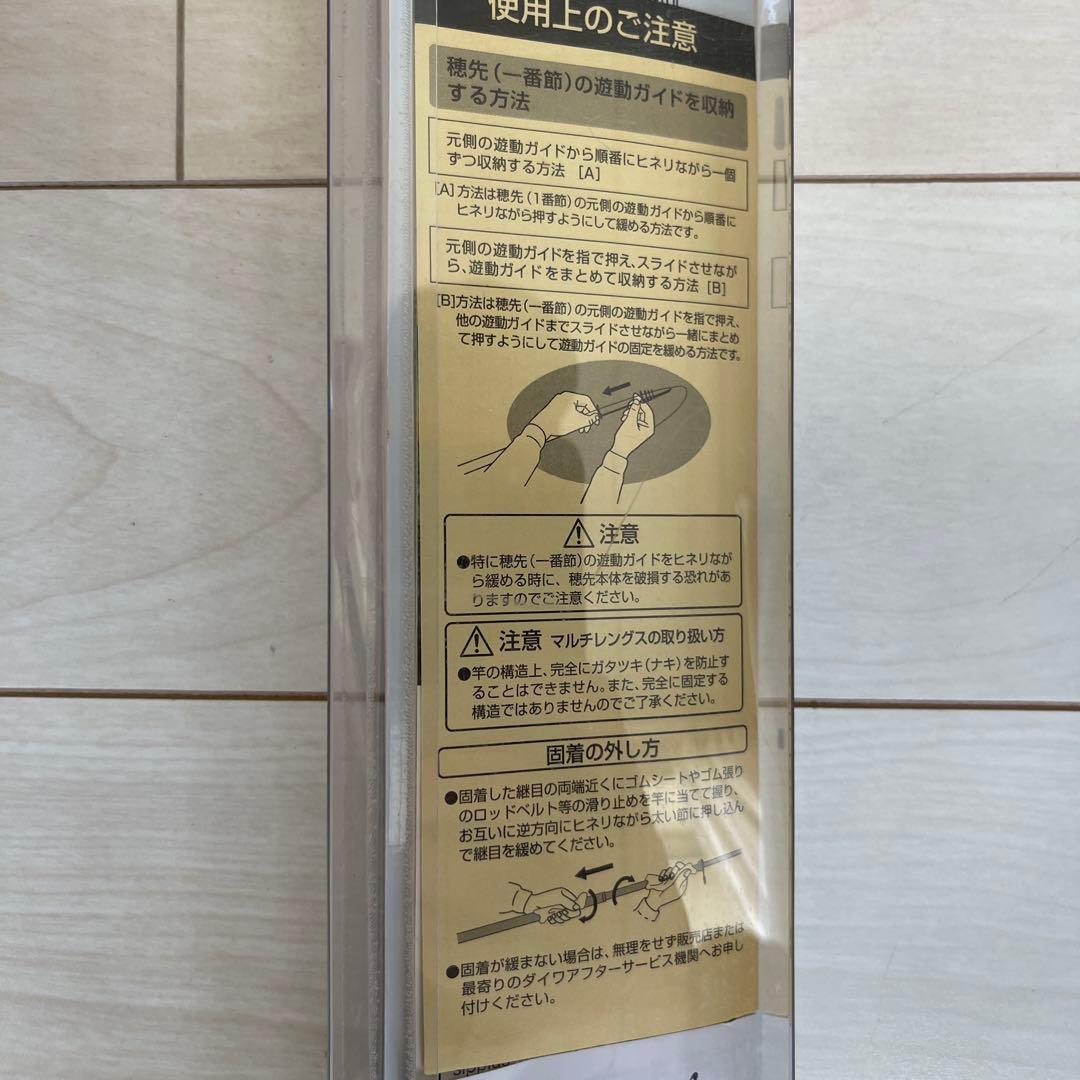 使用上のご注意
穂先(一番節)の遊動ガイドを収納
する方法
元側の遊動ガイドから順番にヒネリながら一個
ずつ収納する方法 [A]
[A]方法は穂先(1番節)の元側の遊動ガイドから順番に
ヒネリながら押すようにして緩める方法です。
元側の遊動ガイドを指で押え、スライドさせなが
ら、遊動ガイドをまとめて収納する方法 [B]
[B]方法は穂先(一番節)の元側の遊動ガイドを指で押え、
他の遊動ガイドまでスライドさせながら一緒にまとめ
て押すようにして遊動ガイドの固定を緩める方法です。
注意
●特に穂先(一番節)の遊動ガイドをヒネリなが
ら緩める時に、穂先本体を破損する恐れがあ
りますのでご注意ください。
注意 マルチレングスの取り扱い方
●竿の構造上、完全にガタツキ(ナキ)を防止す
ることはできません。また、完全に固定する
構造ではありませんのでご了承ください。
固着の外し方
●固着した継目の両端近くにゴムシートやゴム張り
のロッドベルト等の滑り止めを竿に当てて握り、
お互いに逆方向にヒネリながら太い節に押し込ん
で継目を緩めてください。
●固着が緩まない場合は、無理をせず販売店または
最寄りのダイワアフターサービス機関へお申し
付けください。